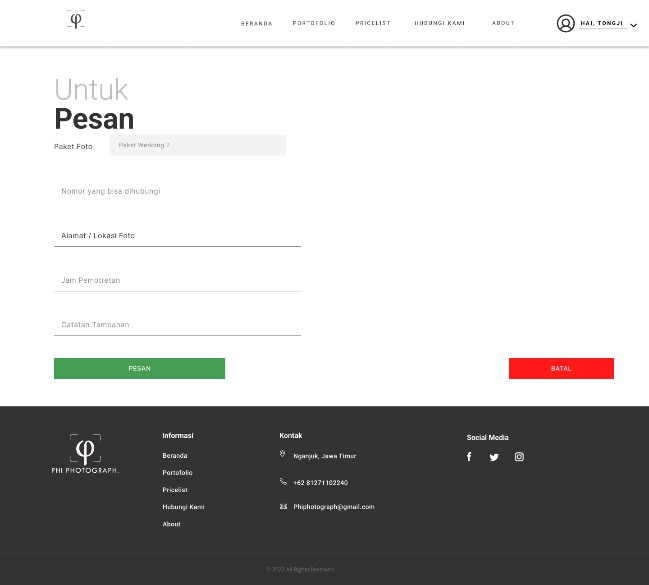 φ
BERANDA
PORTOFOLIO
PRICELIST
HUBUNGI KAMI
ABOUT
HAI, TONGJI
Untuk
Pesan
Paket Foto
Paket Wedding 2
Nomor yang bisa dihubungi
Alamat / Lokasi Foto
Jam Pemotretan
Catatan Tambahan
PESAN
BATAL
φ
PHI PHOTOGRAPH.
Informasi
Beranda
Portofolio
Pricelist
Hubungi Kami
About
Kontak
Nganjuk, Jawa Timur
+62 81271102240
Phiphotograph@gmail.com
Social Media
© 2022 All Rights Reserved